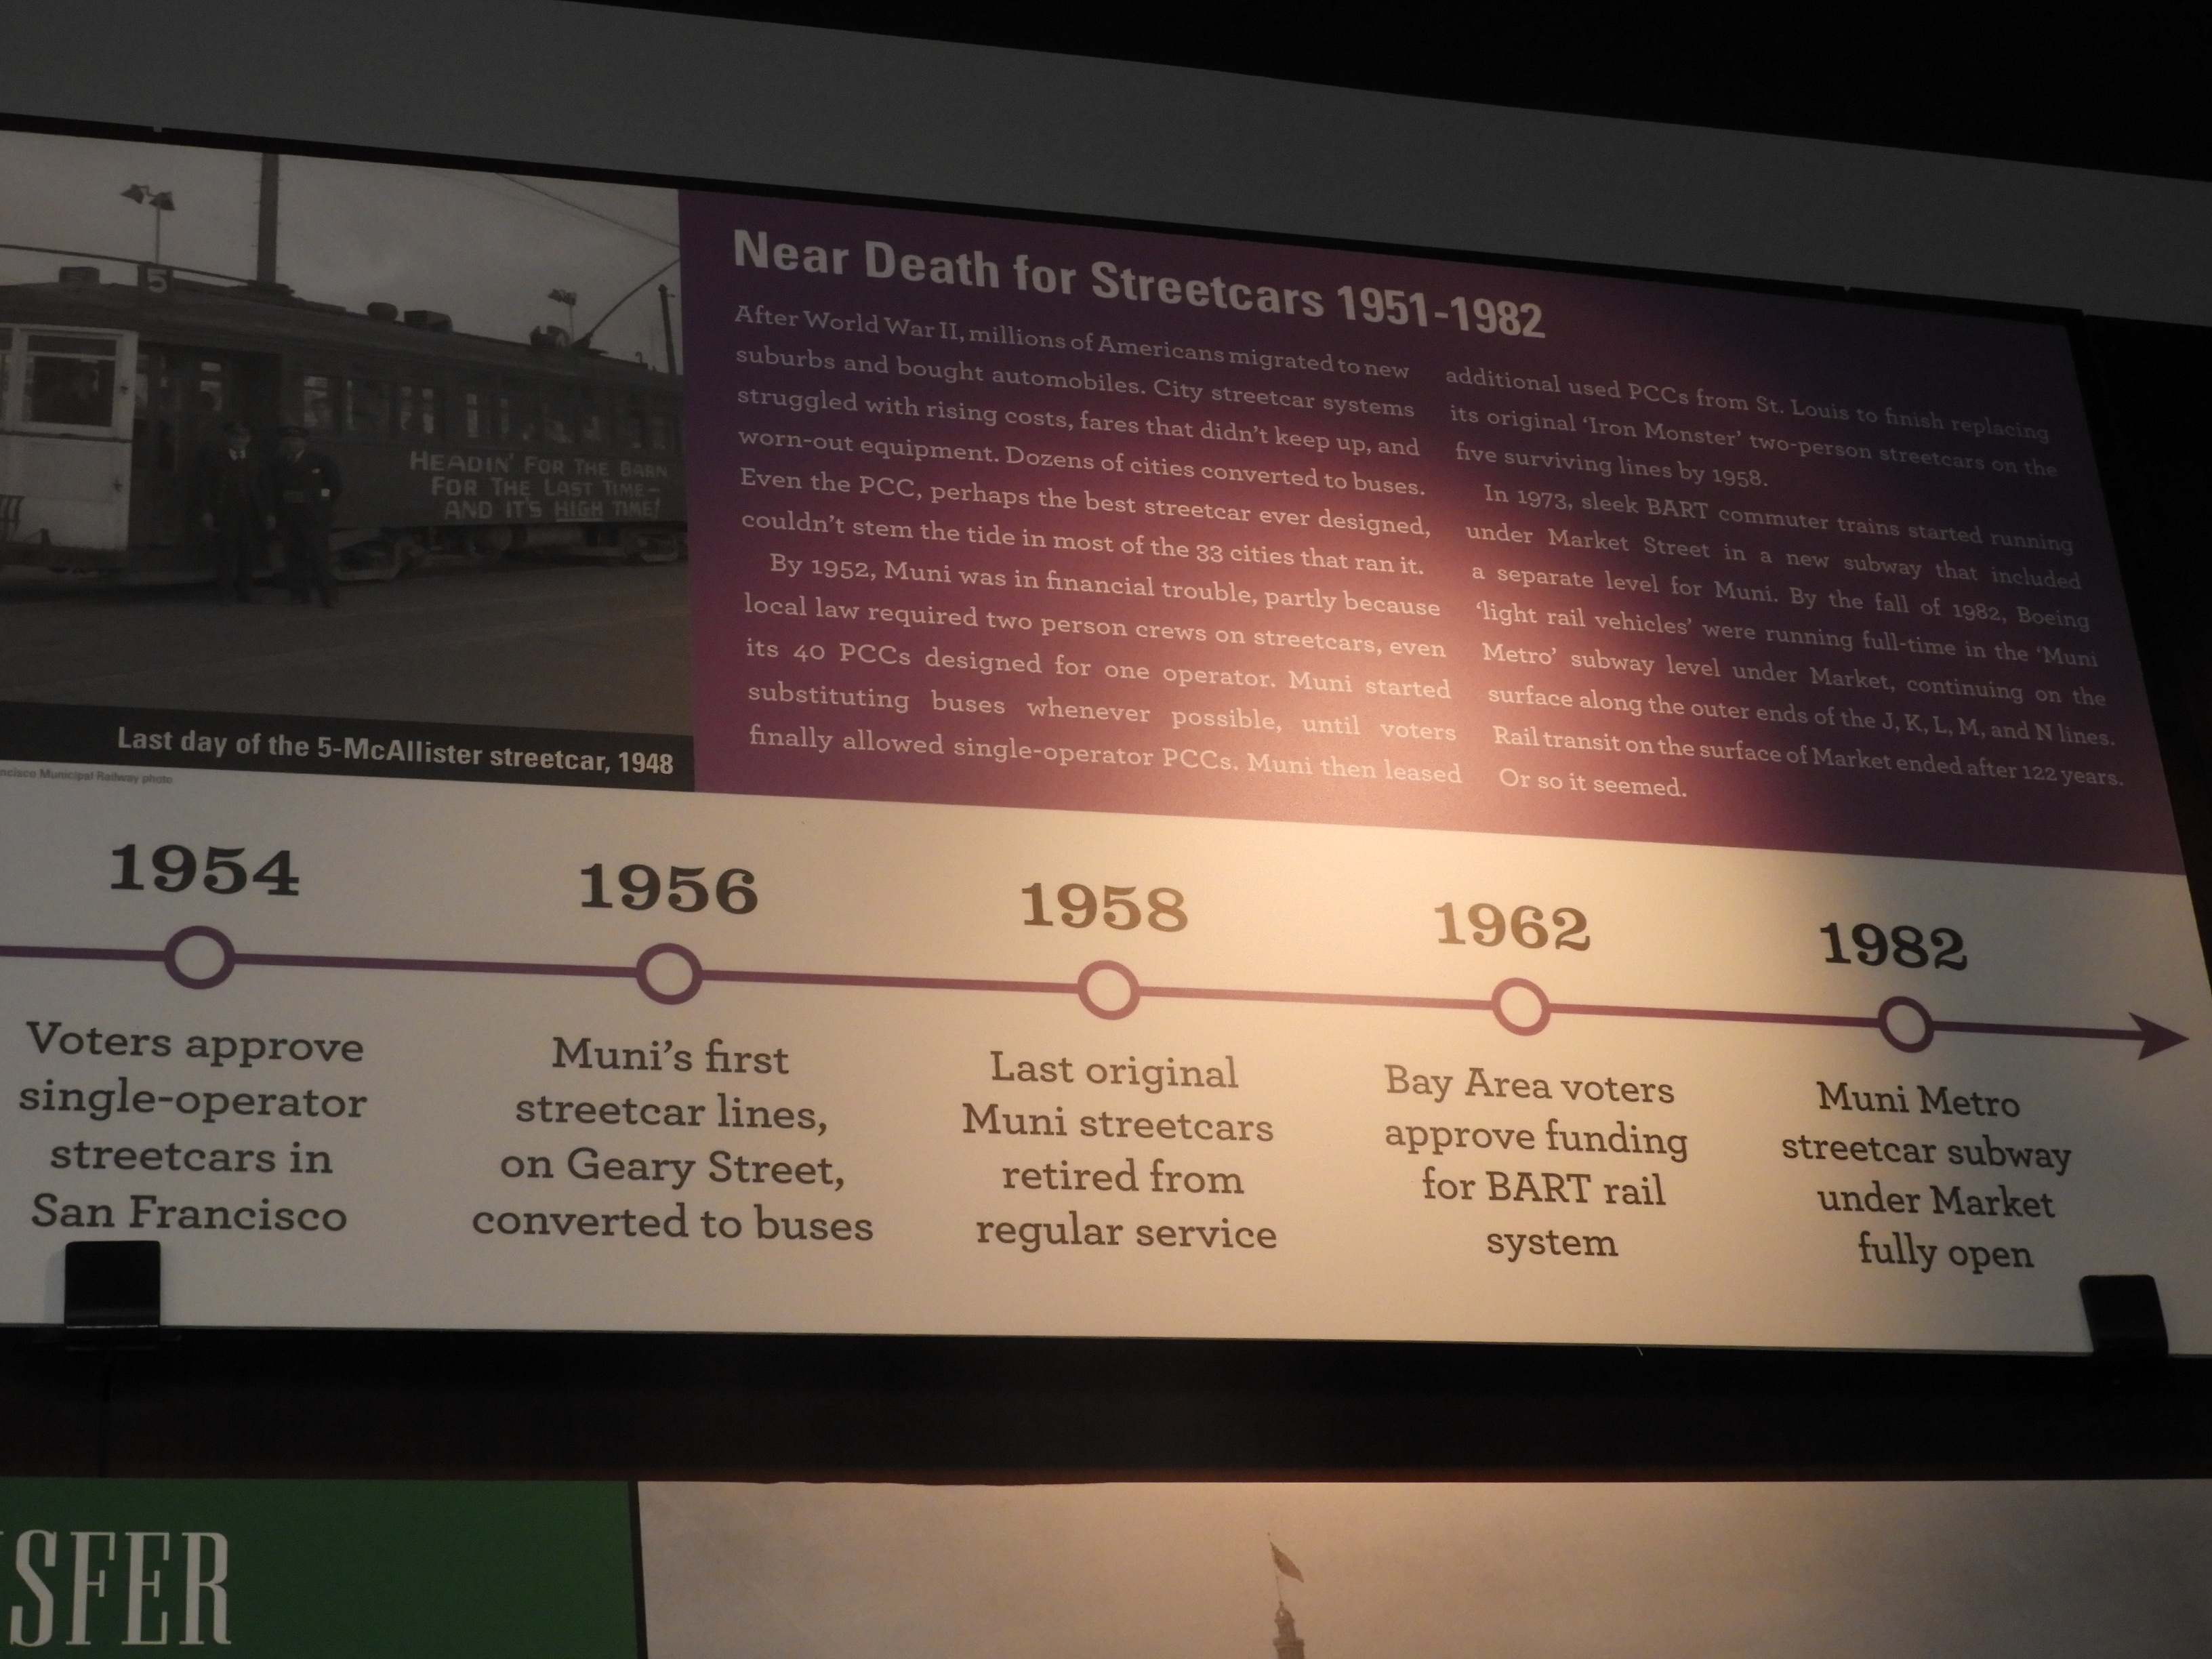 5
HEADIN' FOR THE BARN
FOR THE LAST TIME-
AND IT'S HIGH TIME!
Last day of the 5-McAllister streetcar, 1948
Municipal Railway photo
Near Death for Streetcars 1951-1982
After World War II, millions of Americans migrated to new
suburbs and bought automobiles. City streetcar systems
struggled with rising costs, fares that didn't keep up, and
worn-out equipment. Dozens of cities converted to buses.
Even the PCC, perhaps the best streetcar ever designed,
couldn't stem the tide in most of the 33 cities that ran it.
By 1952, Muni was in financial trouble, partly because
local law required two person crews on streetcars, even
its 40 PCCs designed for one operator. Muni started
substituting buses whenever possible, until voters
finally allowed single-operator PCCs. Muni then leased
additional used PCCs from St. Louis to finish replacing
its original 'Iron Monster' two-person streetcars on the
five surviving lines by 1958.
In 1973, sleek BART commuter trains started running
under Market Street in a new subway that included
a separate level for Muni. By the fall of 1982, Boeing
'light rail vehicles' were running full-time in the 'Muni
Metro' subway level under Market, continuing on the
surface along the outer ends of the J, K, L, M, and N lines.
Rail transit on the surface of Market ended after 122 years.
Or so it seemed.
1954
Voters approve
single-operator
streetcars in
San Francisco
1956
Muni's first
streetcar lines,
on Geary Street,
converted to buses
1958
Last original
Muni streetcars
retired from
regular service
1962
Bay Area voters
approve funding
for BART rail
system
1982
Muni Metro
streetcar subway
under Market
fully open
SFER